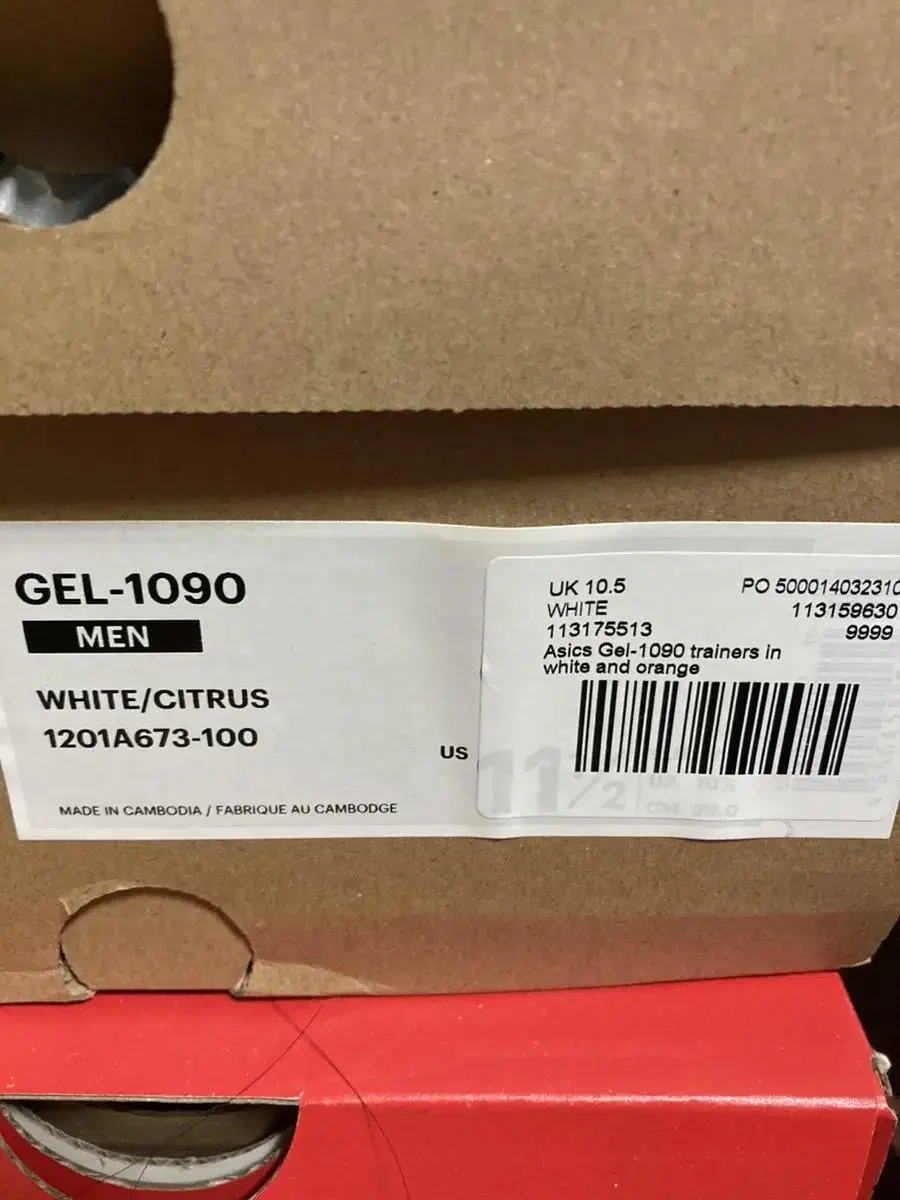 GEL-1090
MEN
WHITE/CITRUS
1201A673-100
MADE IN CAMBODIA / FABRIQUE AU CAMBODGE
US
11 1/2
UK 10.5
WHITE
113175513
Asics Gel-1090 trainers in
white and orange
PO 500014032310
113159630
9999